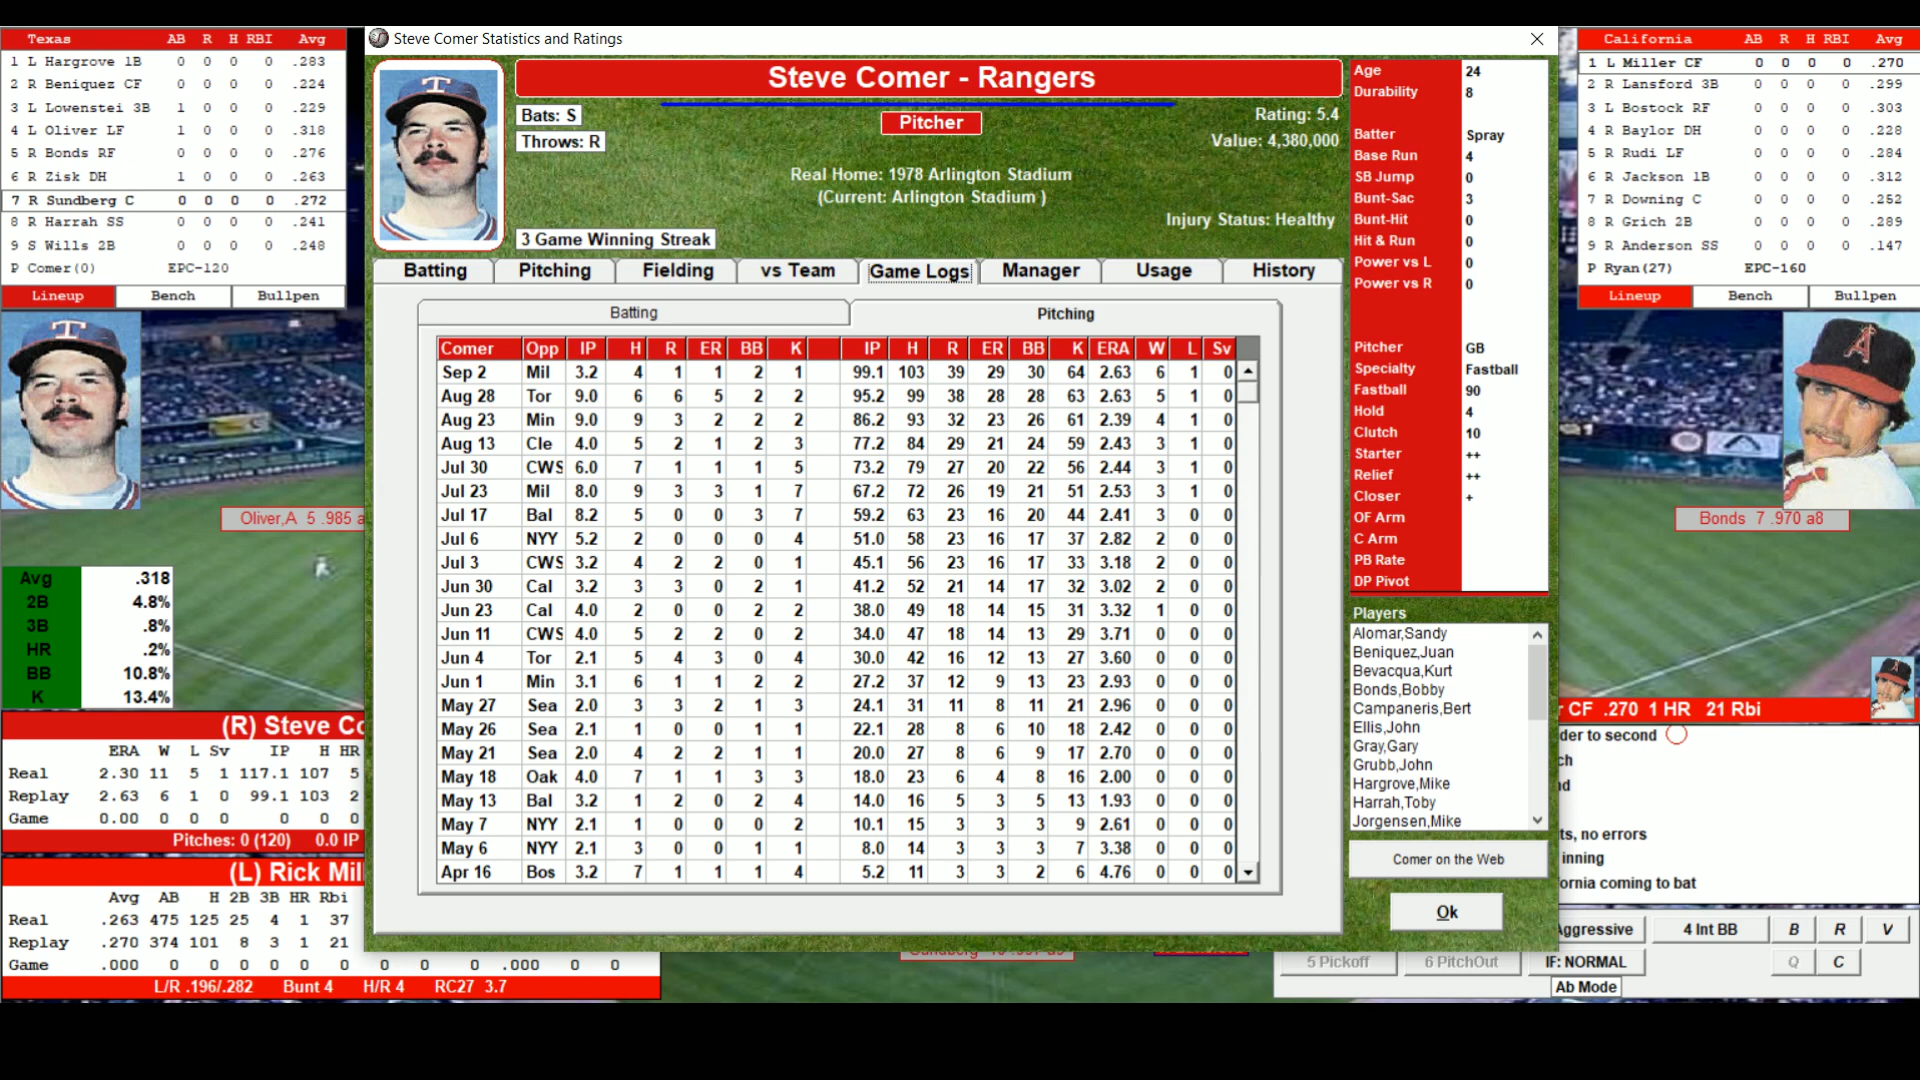 Steve Comer Statistics and Ratings
Texas AB R H RBI Avg
1 L Hargrove 1B 0 0 0 0 .283
2 R Beniquez CF 0 0 0 0 .224
3 L Lowenstei 3B 1 0 0 0 .229
4 L Oliver LF 1 0 0 0 .318
5 R Bonds RF 0 0 0 0 .276
6 R Zisk DH 1 0 0 0 .263
7 R Sundberg C 0 0 0 0 .272
8 R Harrah SS 0 0 0 0 .241
9 S Wills 2B 0 0 0 0 .248
P Comer(0) EPC-120
Lineup Bench Bullpen
Oliver,A 5 .985 a
Avg .318
2B 4.8%
3B .8%
HR .2%
BB 10.8%
K 13.4%
(R) Steve Co
ERA W L Sv IP H HR
Real 2.30 11 5 1 117.1 107 5
Replay 2.63 6 1 0 99.1 103 2
Game 0.00 0 0 0 0 0 0
Pitches: 0 (120) 0.0 IP
(L) Rick Mil
Avg AB H 2B 3B HR Rbi
Real .263 475 125 25 4 1 37
Replay .270 374 101 8 3 1 21
Game .000 0 0 0 0 0 0 0 0 0 .000 0 0
L/R .196/.282 Bunt 4 H/R 4 RC27 3.7
Steve Comer - Rangers
Bats: S
Throws: R
Pitcher
Rating: 5.4
Value: 4,380,000
Real Home: 1978 Arlington Stadium
(Current: Arlington Stadium )
Injury Status: Healthy
3 Game Winning Streak
Batting Pitching Fielding vs Team Game Logs Manager Usage History
Batting Pitching
Comer Opp IP H R ER BB K IP H R ER BB K ERA W L Sv
Sep 2 Mil 3.2 4 1 1 2 1 99.1 103 39 29 30 64 2.63 6 1 0
Aug 28 Tor 9.0 6 6 5 2 2 95.2 99 38 28 28 63 2.63 5 1 0
Aug 23 Min 9.0 9 3 2 2 2 86.2 93 32 23 26 61 2.39 4 1 0
Aug 13 Cle 4.0 5 2 1 2 3 77.2 84 29 21 24 59 2.43 3 1 0
Jul 30 CWS 6.0 7 1 1 1 5 73.2 79 27 20 22 56 2.44 3 1 0
Jul 23 Mil 8.0 9 3 3 1 7 67.2 72 26 19 21 51 2.53 3 1 0
Jul 17 Bal 8.2 5 0 0 3 7 59.2 63 23 16 20 44 2.41 3 0 0
Jul 6 NYY 5.2 2 0 0 0 4 51.0 58 23 16 17 37 2.82 2 0 0
Jul 3 CWS 3.2 4 2 2 0 1 45.1 56 23 16 17 33 3.18 2 0 0
Jun 30 Cal 3.2 3 3 0 2 1 41.2 52 21 14 17 32 3.02 2 0 0
Jun 23 Cal 4.0 2 0 0 2 2 38.0 49 18 14 15 31 3.32 1 0 0
Jun 11 CWS 4.0 5 2 2 0 2 34.0 47 18 14 13 29 3.71 0 0 0
Jun 4 Tor 2.1 5 4 3 0 4 30.0 42 16 12 13 27 3.60 0 0 0
Jun 1 Min 3.1 6 1 1 2 2 27.2 37 12 9 13 23 2.93 0 0 0
May 27 Sea 2.0 3 3 2 1 3 24.1 31 11 8 11 21 2.96 0 0 0
May 26 Sea 2.1 1 0 0 1 1 22.1 28 8 6 10 18 2.42 0 0 0
May 21 Sea 2.0 4 2 2 1 1 20.0 27 8 6 9 17 2.70 0 0 0
May 18 Oak 4.0 7 1 1 3 3 18.0 23 6 4 8 16 2.00 0 0 0
May 13 Bal 3.2 1 2 0 2 4 14.0 16 5 3 5 13 1.93 0 0 0
May 7 NYY 2.1 1 0 0 0 2 10.1 15 3 3 3 9 2.61 0 0 0
May 6 NYY 2.1 3 0 0 1 1 8.0 14 3 3 3 7 3.38 0 0 0
Apr 16 Bos 3.2 7 1 1 1 4 5.2 11 3 3 2 6 4.76 0 0 0
Age 24
Durability 8
Batter Spray
Base Run 4
SB Jump 0
Bunt-Sac 3
Bunt-Hit 0
Hit & Run 0
Power vs L 0
Power vs R 0
Pitcher GB
Specialty Fastball
Fastball 90
Hold 4
Clutch 10
Starter ++
Relief ++
Closer +
OF Arm
C Arm
PB Rate
DP Pivot
Players
Alomar,Sandy
Beniquez,Juan
Bevacqua,Kurt
Bonds,Bobby
Campaneris,Bert
Ellis,John
Gray,Gary
Grubb,John
Hargrove,Mike
Harrah,Toby
Jorgensen,Mike
Comer on the Web
Ok
California AB R H RBI Avg
1 L Miller CF 0 0 0 0 .270
2 R Lansford 3B 0 0 0 0 .299
3 L Bostock RF 0 0 0 0 .303
4 R Baylor DH 0 0 0 0 .228
5 R Rudi LF 0 0 0 0 .284
6 R Jackson 1B 0 0 0 0 .312
7 R Downing C 0 0 0 0 .252
8 R Grich 2B 0 0 0 0 .289
9 R Anderson SS 0 0 0 0 .147
P Ryan(27) EPC-160
Lineup Bench Bullpen
Bonds 7 .970 a8
r CF .270 1 HR 21 Rbi
der to second
ch
nd
ts, no errors
inning
ornia coming to bat
Aggressive 4 Int BB B R V
5 Pickoff 6 PitchOut IF: NORMAL Q C
Ab Mode